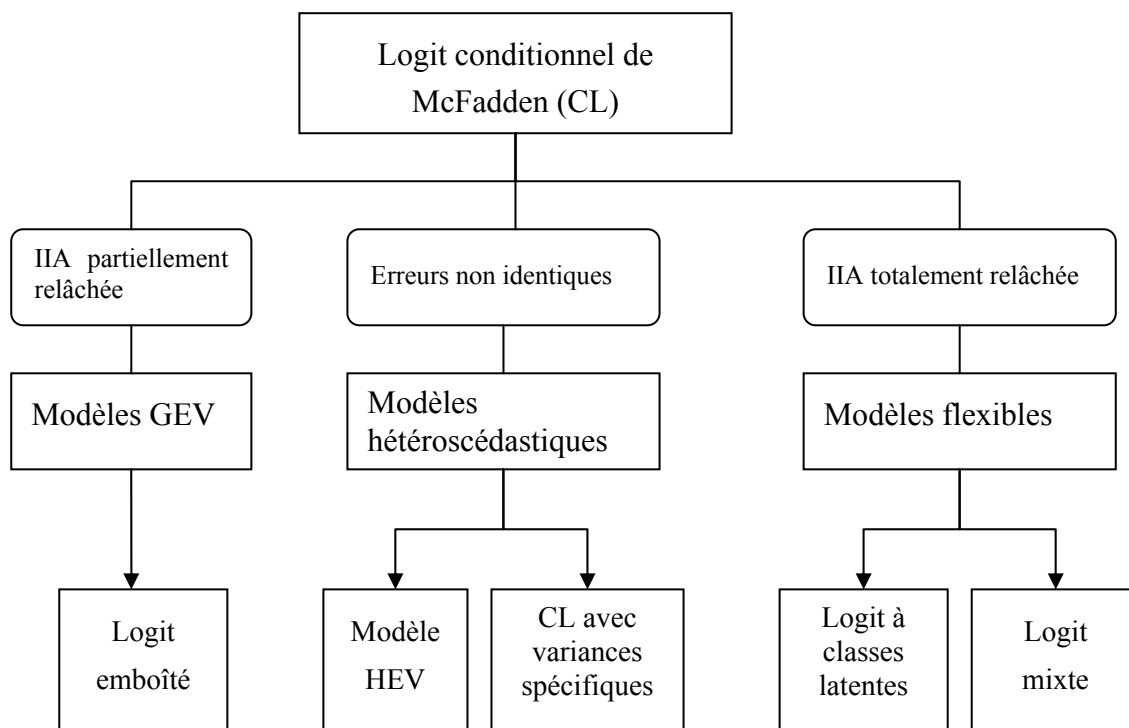 Logit conditionnel de
McFadden (CL)
IIA partiellement
relâchée
Erreurs non identiques
IIA totalement relâchée
Modèles GEV
Modèles
hétéroscédastiques
Modèles flexibles
Logit
emboîté
Modèle
HEV
CL avec
variances
spécifiques
Logit à
classes
latentes
Logit
mixte